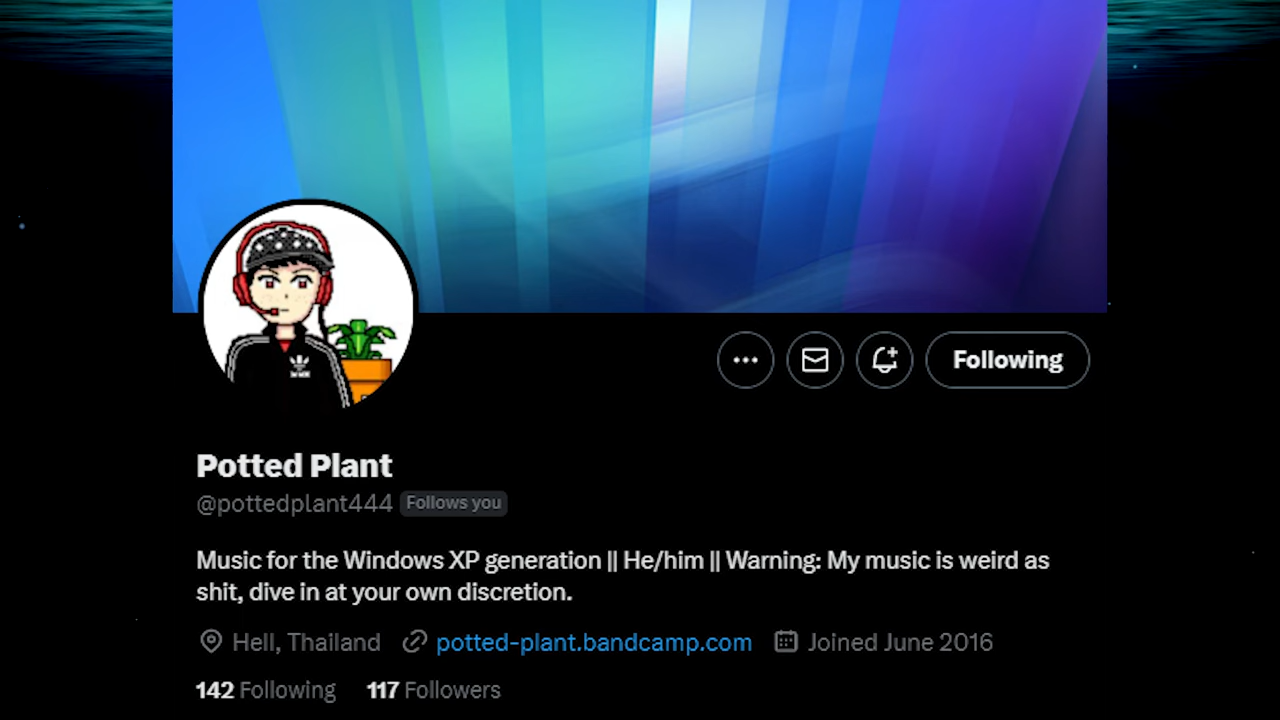 Following
Potted Plant
@pottedplant444 Follows you
Music for the Windows XP generation || He/him || Warning: My music is weird as
shit, dive in at your own discretion.
Hell, Thailand potted-plant.bandcamp.com Joined June 2016
142 Following 117 Followers